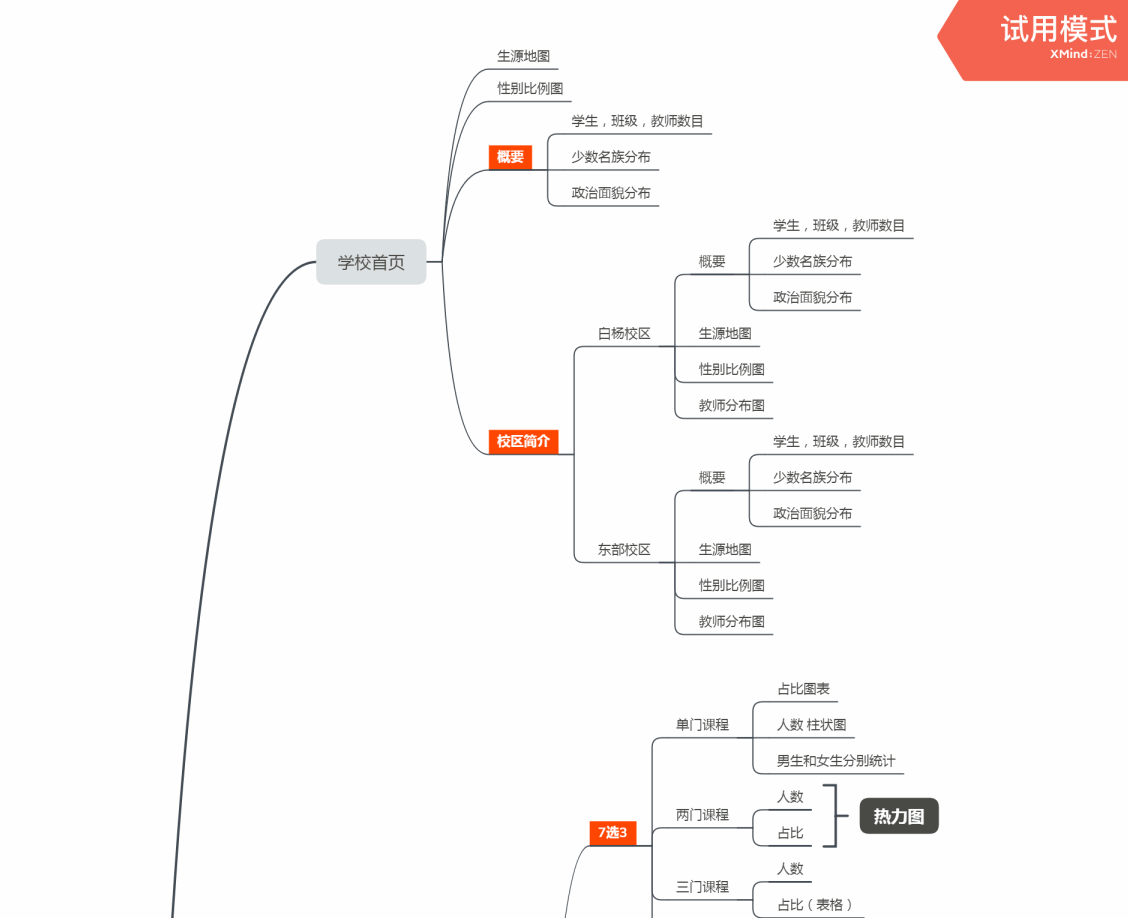 试用模式
XMind:ZEN
生源地图
性别比例图
学生，班级，教师数目
概要
少数名族分布
政治面貌分布
学校首页
学生，班级，教师数目
概要
少数名族分布
政治面貌分布
白杨校区
生源地图
性别比例图
教师分布图
校区简介
学生，班级，教师数目
概要
少数名族分布
政治面貌分布
东部校区
生源地图
性别比例图
教师分布图
占比图表
单门课程
人数 柱状图
男生和女生分别统计
人数
两门课程
热力图
占比
7选3
人数
三门课程
占比（表格）